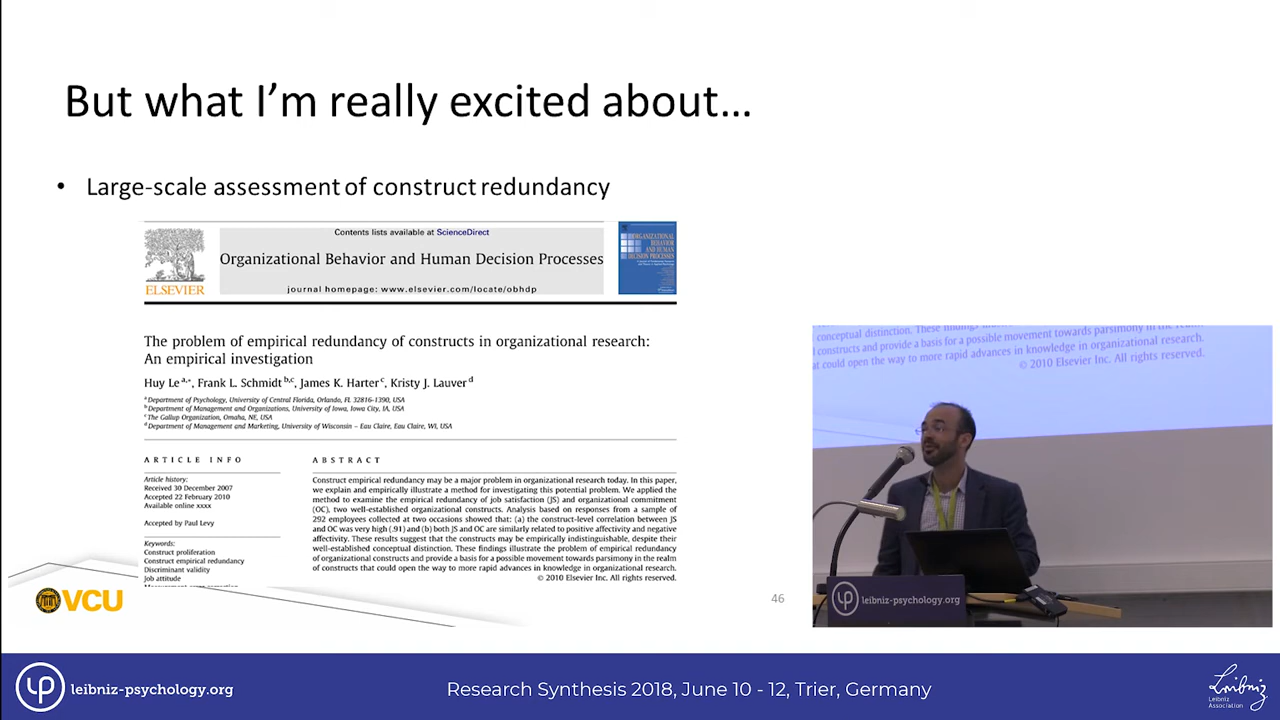 But what I'm really excited about...
• Large-scale assessment of construct redundancy
Contents lists available at ScienceDirect
Organizational Behavior and Human Decision Processes
journal homepage: www.elsevier.com/locate/obhdp
ELSEVIER
ORGANIZATIONAL
BEHAVIOR AND HUMAN
DECISION PROCESSES
The problem of empirical redundancy of constructs in organizational research:
An empirical investigation
Huy Le a,*, Frank L. Schmidt b,c, James K. Harter c, Kristy J. Lauver d
a Department of Psychology, University of Central Florida, Orlando, FL 32816-1390, USA
b Department of Management and Organizations, University of Iowa, Iowa City, IA, USA
c The Gallup Organization, Omaha, NE, USA
d Department of Management and Marketing, University of Wisconsin – Eau Claire, Eau Claire, WI, USA
ARTICLE INFO
Article history:
Received 30 December 2007
Accepted 22 February 2010
Available online xxxx
Accepted by Paul Levy
Keywords:
Construct proliferation
Construct empirical redundancy
Discriminant validity
Job attitude
ABSTRACT
Construct empirical redundancy may be a major problem in organizational research today. In this paper,
we explain and empirically illustrate a method for investigating this potential problem. We applied the
method to examine the empirical redundancy of job satisfaction (JS) and organizational commitment
(OC), two well-established organizational constructs. Analysis based on responses from a sample of
292 employees collected at two occasions showed that: (a) the construct-level correlation between JS
and OC was very high (.91) and (b) both JS and OC are similarly related to positive affectivity and negative
affectivity. These results suggest that the constructs may be empirically indistinguishable, despite their
well-established conceptual distinction. These findings illustrate the problem of empirical redundancy
of organizational constructs and provide a basis for a possible movement towards parsimony in the realm
of constructs that could open the way to more rapid advances in knowledge in organizational research.
© 2010 Elsevier Inc. All rights reserved.
VCU
46
conceptual distinction. These findings
constructs and provide a basis for a possible movement towards parsimony in the
could open the way to more rapid advances in knowledge in organizational research.
© 2010 Elsevier Inc. All rights reserved.
leibniz-psychology.org
leibniz-psychology.org
Research Synthesis 2018, June 10 - 12, Trier, Germany
Leibniz
Leibniz
Association